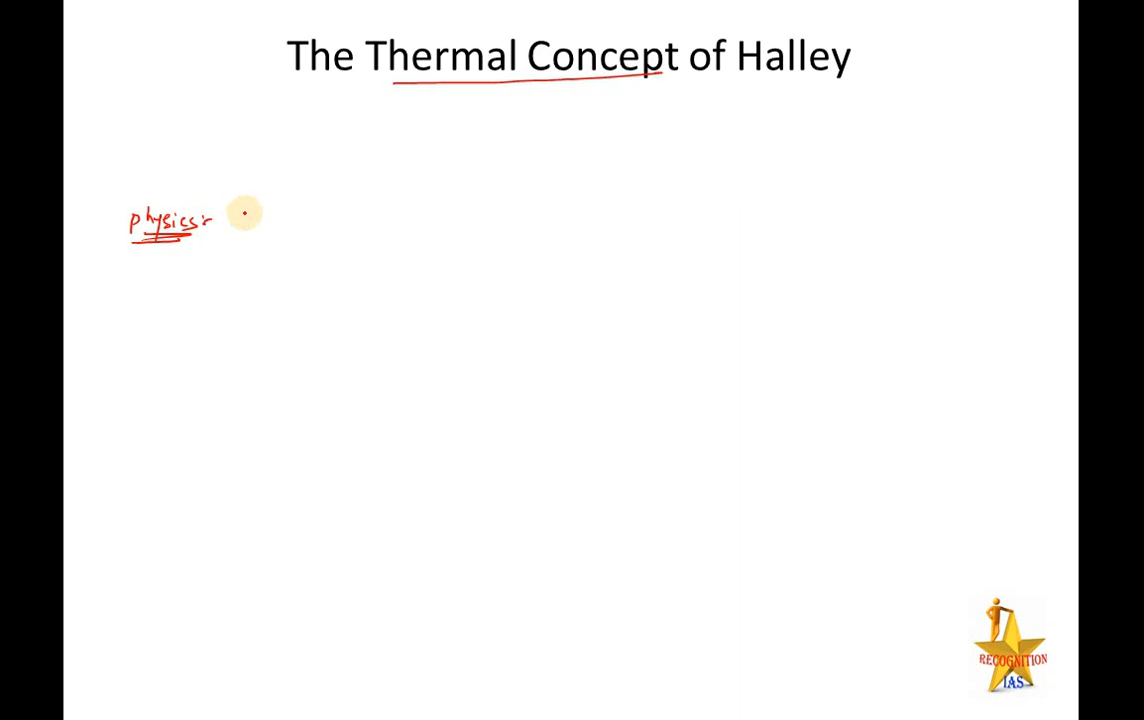 The Thermal Concept of Halley
physics:-
RECOGNITION
IAS